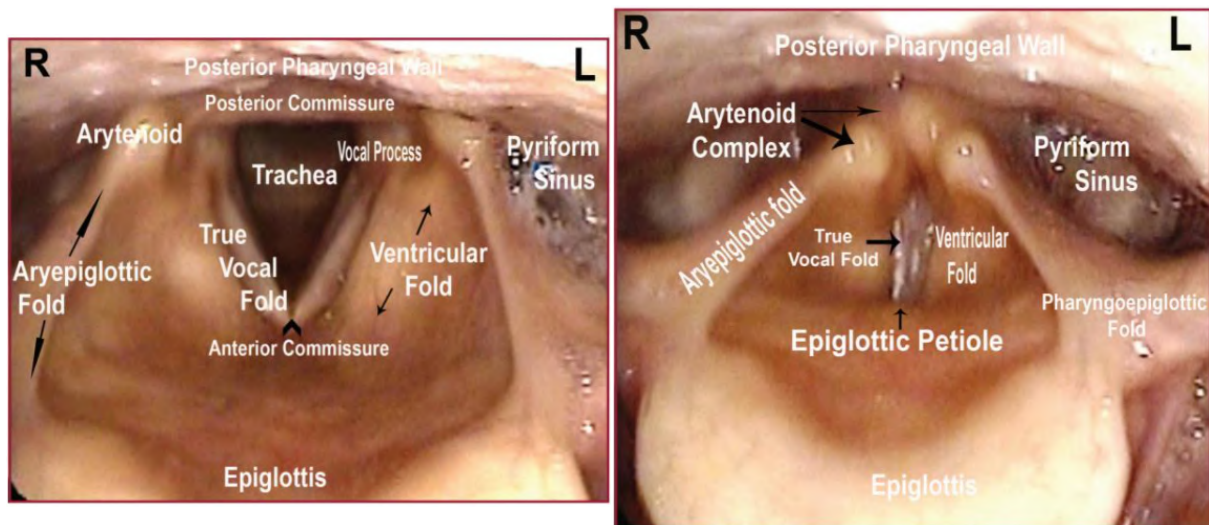 R
L
Posterior Pharyngeal Wall
Posterior Commissure
Arytenoid
Vocal Process
Pyriform
Sinus
Trachea
True
Vocal
Fold
Ventricular
Fold
Aryepiglottic
Fold
Anterior Commissure
Epiglottis
R
L
Posterior Pharyngeal Wall
Arytenoid
Complex
Pyriform
Sinus
Aryepiglottic fold
True
Vocal Fold
Ventricular
Fold
Pharyngoepiglottic
Fold
Epiglottic Petiole
Epiglottis